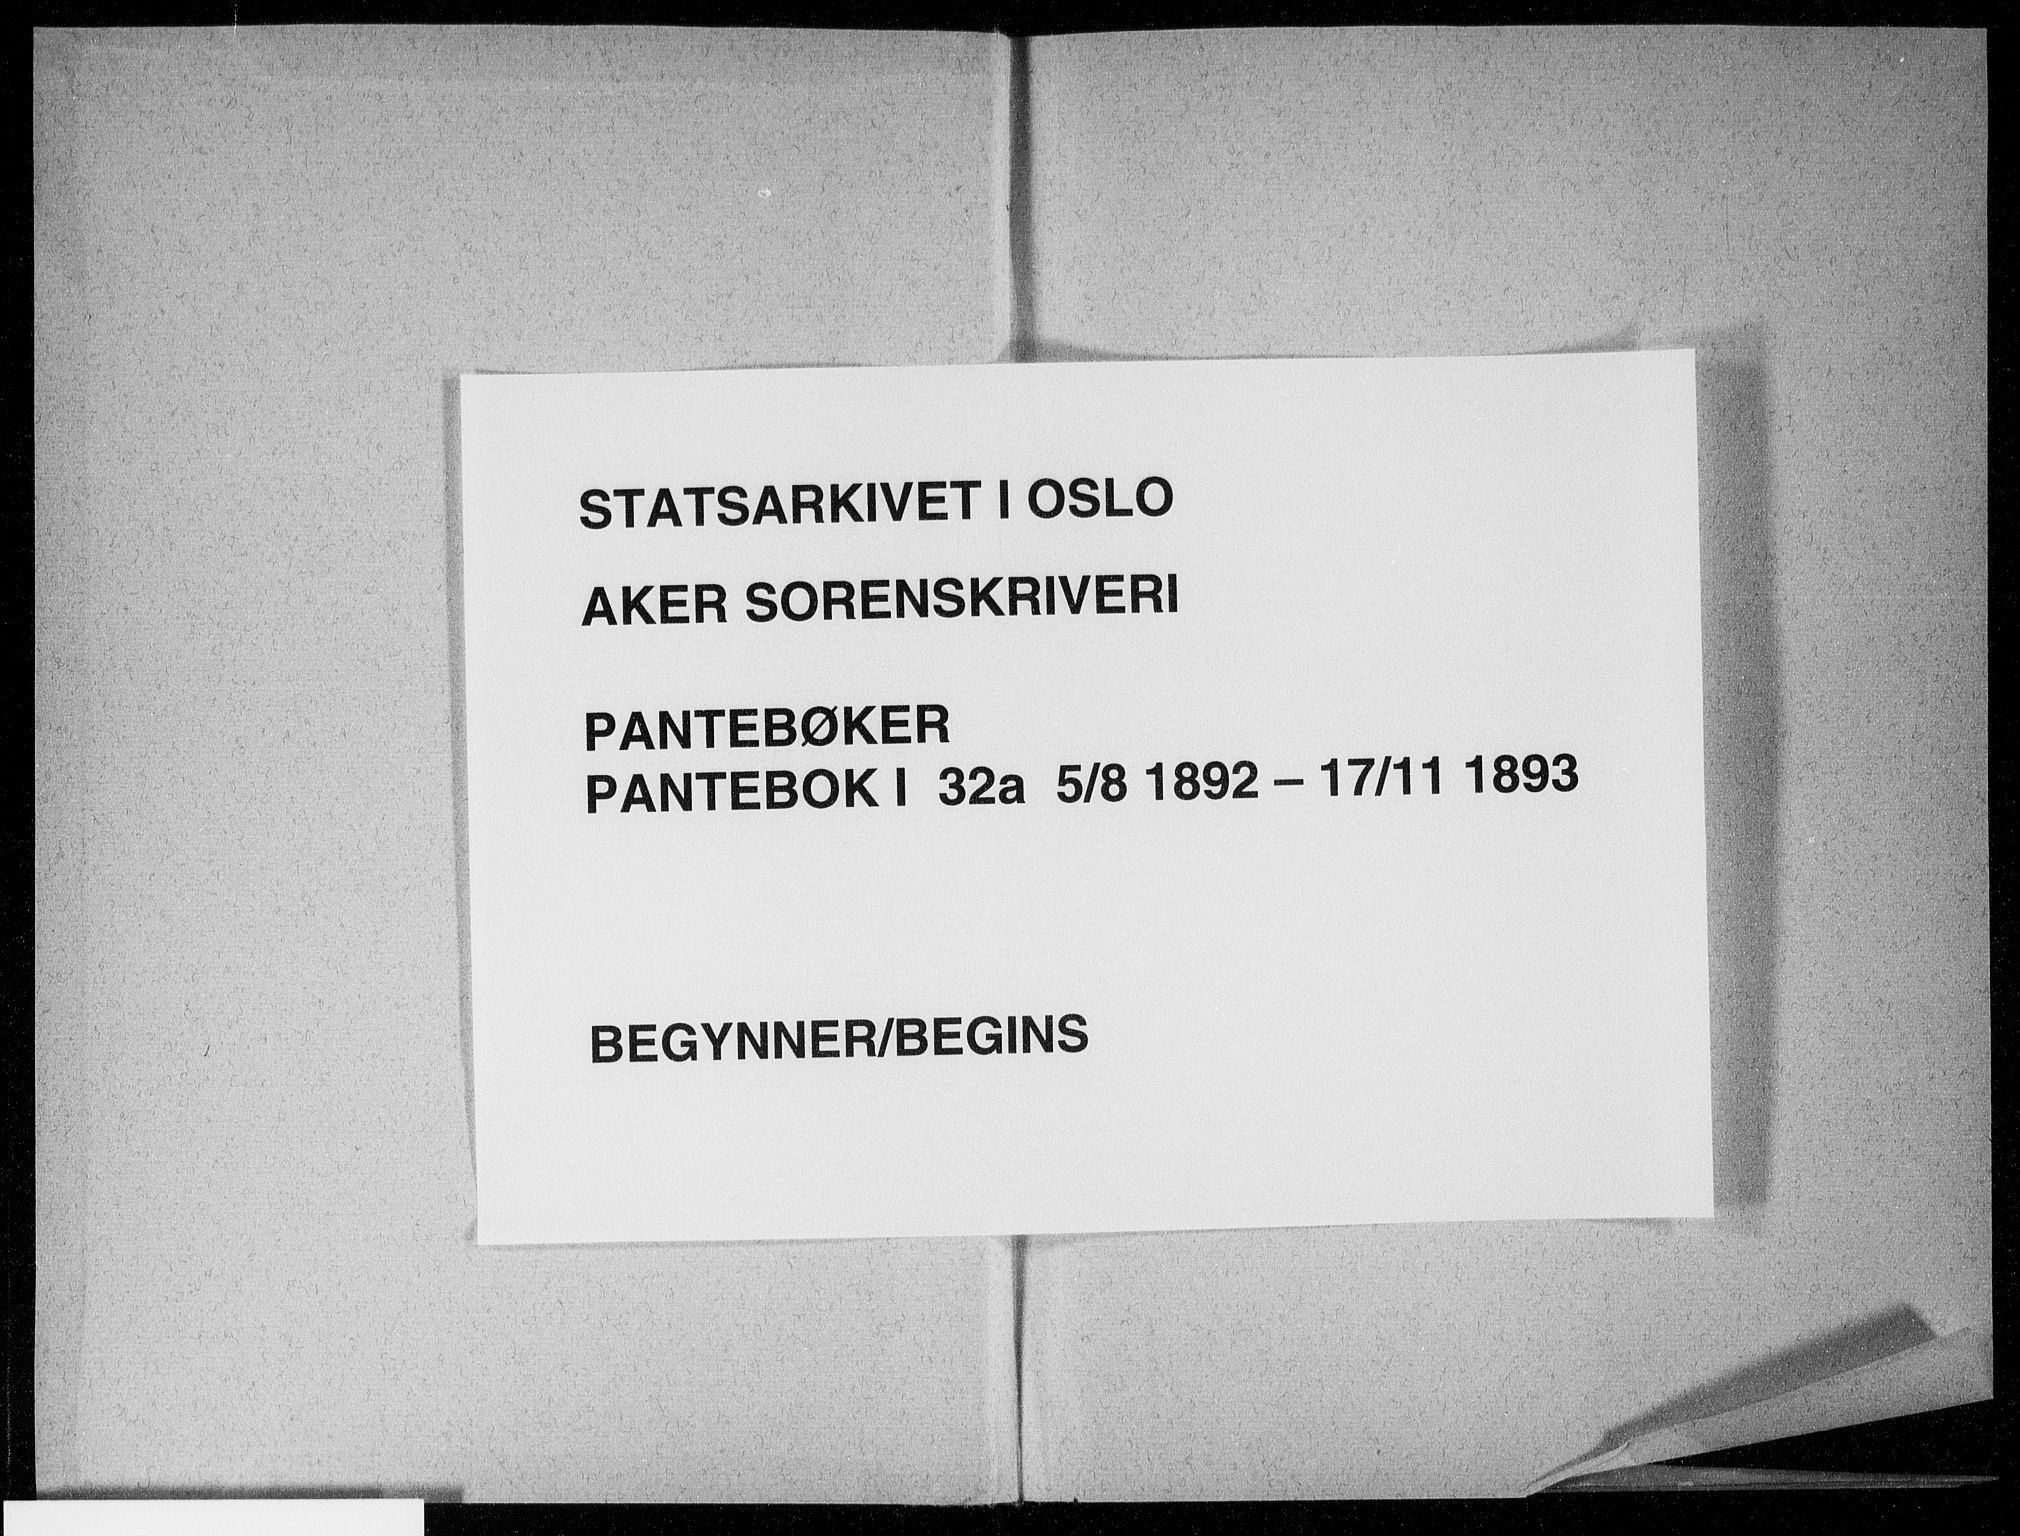 STATSARKIVET I OSLO
AKER SORENSKRIVERI
PANTEBØKER
PANTEBOK I 32a 5/8 1892 – 17/11 1893
BEGYNNER/BEGINS